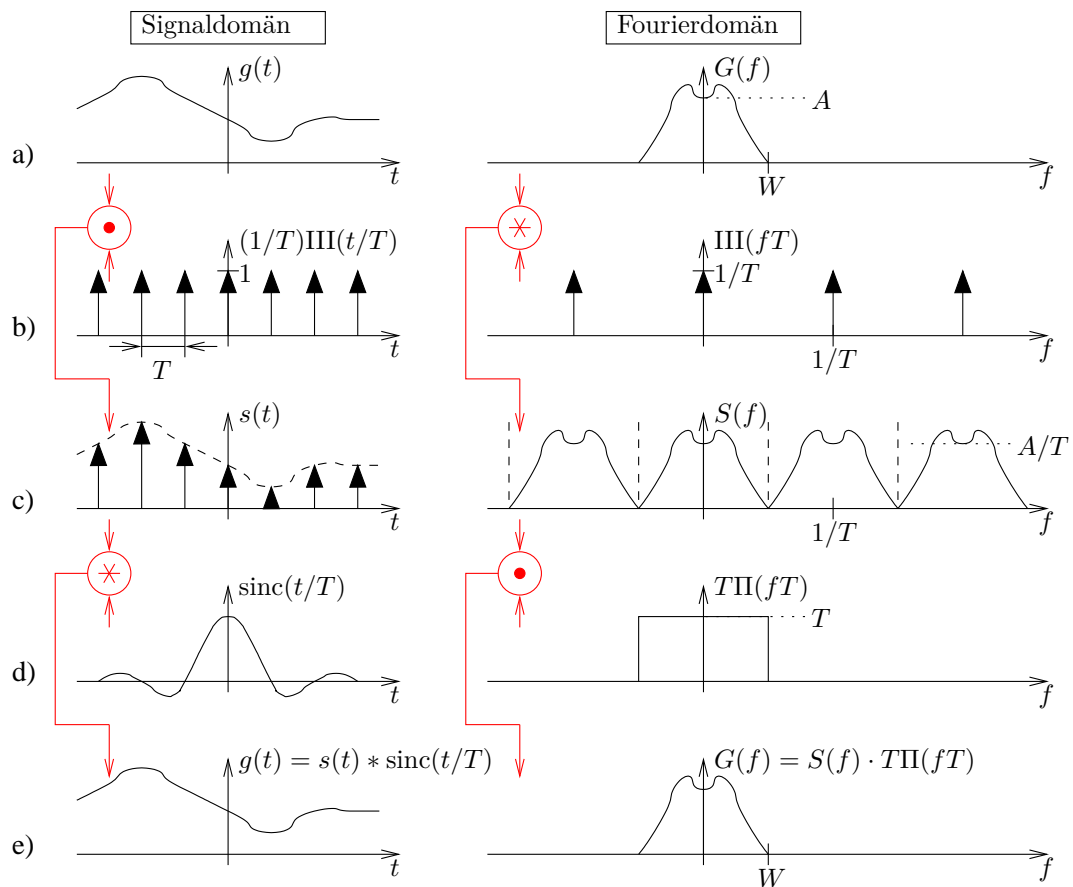 Signaldomän
Fourierdomän
a)
g(t)
t
G(f)
A
W
f
b)
(1/T)III(t/T)
1
T
t
III(fT)
1/T
1/T
f
c)
s(t)
t
S(f)
A/T
1/T
f
d)
sinc(t/T)
t
TΠ(fT)
T
f
e)
g(t) = s(t) ∗ sinc(t/T)
t
G(f) = S(f) · TΠ(fT)
W
f